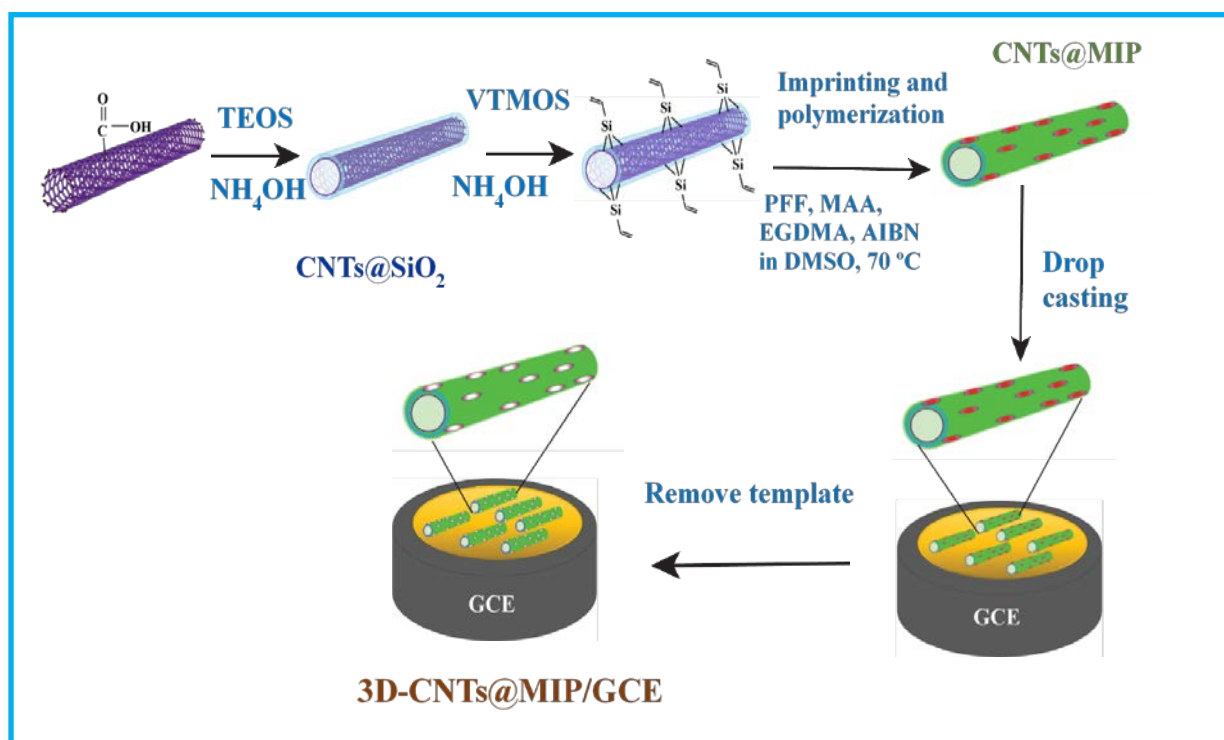 O
C
OH
TEOS
NH₄OH
CNTs@SiO₂
VTMOS
NH₄OH
Si
Si
Si
Si
Si
Si
Imprinting and
polymerization
PFF, MAA,
EGDMA, AIBN
in DMSO, 70 ºC
CNTs@MIP
Drop
casting
GCE
Remove template
GCE
3D-CNTs@MIP/GCE